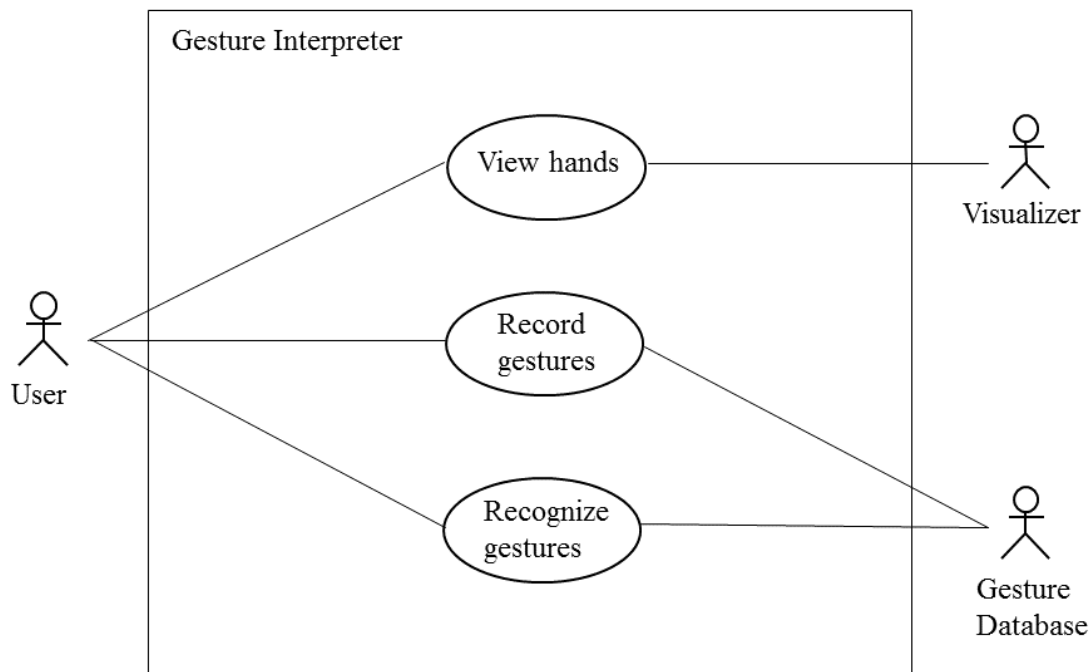 Gesture Interpreter
View hands
Visualizer
User
Record
gestures
Recognize
gestures
Gesture
Database